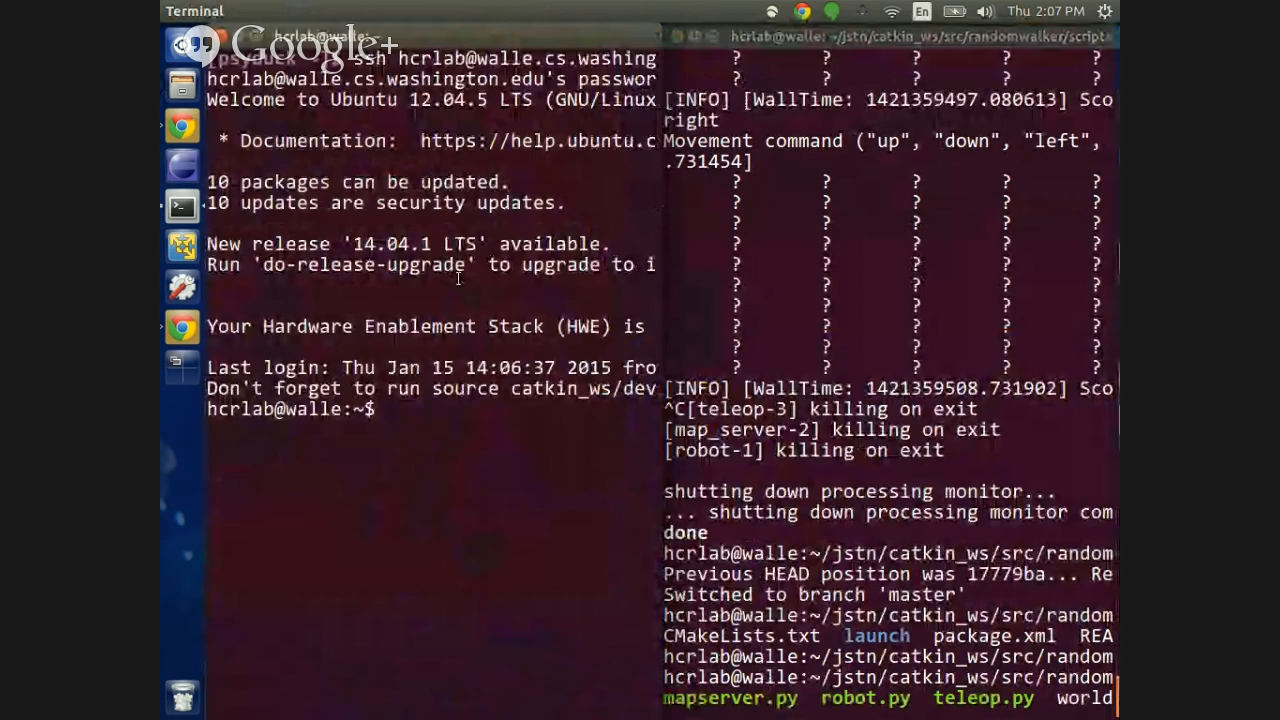 Terminal
En
Thu 2:07 PM
Google+
hcrlab@walle:
ssh hcrlab@walle.cs.washing
hcrlab@walle.cs.washington.edu's passwor
Welcome to Ubuntu 12.04.5 LTS (GNU/Linux
* Documentation: https://help.ubuntu.c
10 packages can be updated.
10 updates are security updates.
New release '14.04.1 LTS' available.
Run 'do-release-upgrade' to upgrade to i
Your Hardware Enablement Stack (HWE) is
Last login: Thu Jan 15 14:06:37 2015 fro
Don't forget to run source catkin_ws/dev
hcrlab@walle:~$
hcrlab@walle: ~/jstn/catkin_ws/src/randomwalker/scripts
? ? ? ? ?
? ? ? ? ?
[INFO] [WallTime: 1421359497.080613] Sco
right
Movement command ("up", "down", "left",
.731454]
? ? ? ? ?
? ? ? ? ?
? ? ? ? ?
? ? ? ? ?
? ? ? ? ?
? ? ? ? ?
? ? ? ? ?
? ? ? ? ?
? ? ? ? ?
? ? ? ? ?
[INFO] [WallTime: 1421359508.731902] Sco
^C[teleop-3] killing on exit
[map_server-2] killing on exit
[robot-1] killing on exit
shutting down processing monitor...
... shutting down processing monitor com
done
hcrlab@walle:~/jstn/catkin_ws/src/random
Previous HEAD position was 17779ba... Re
Switched to branch 'master'
hcrlab@walle:~/jstn/catkin_ws/src/random
CMakeLists.txt launch package.xml REA
hcrlab@walle:~/jstn/catkin_ws/src/random
hcrlab@walle:~/jstn/catkin_ws/src/random
mapserver.py robot.py teleop.py world